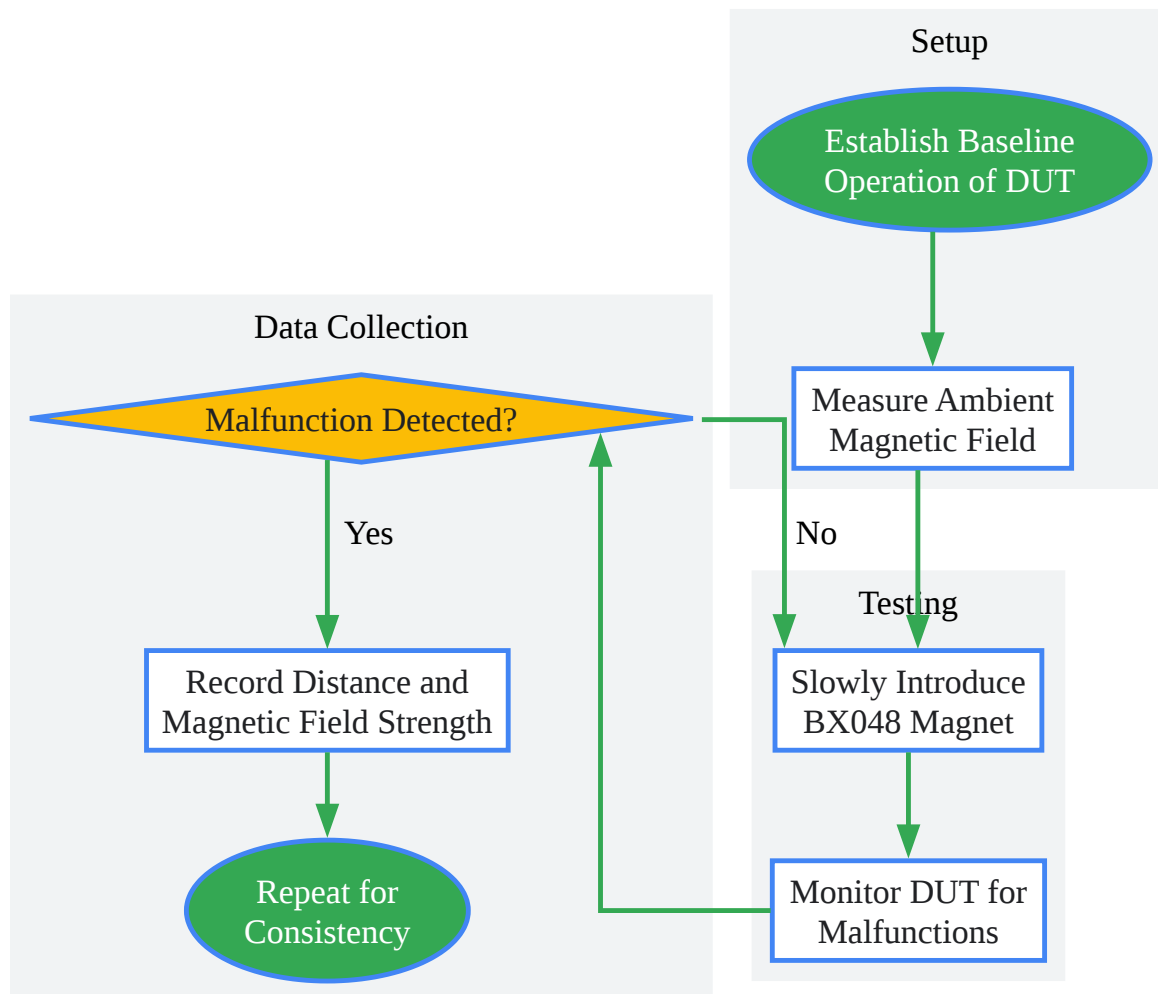 Setup
Establish Baseline
Operation of DUT
Measure Ambient
Magnetic Field
Testing
Slowly Introduce
BX048 Magnet
Monitor DUT for
Malfunctions
Data Collection
Malfunction Detected?
Yes
No
Record Distance and
Magnetic Field Strength
Repeat for
Consistency